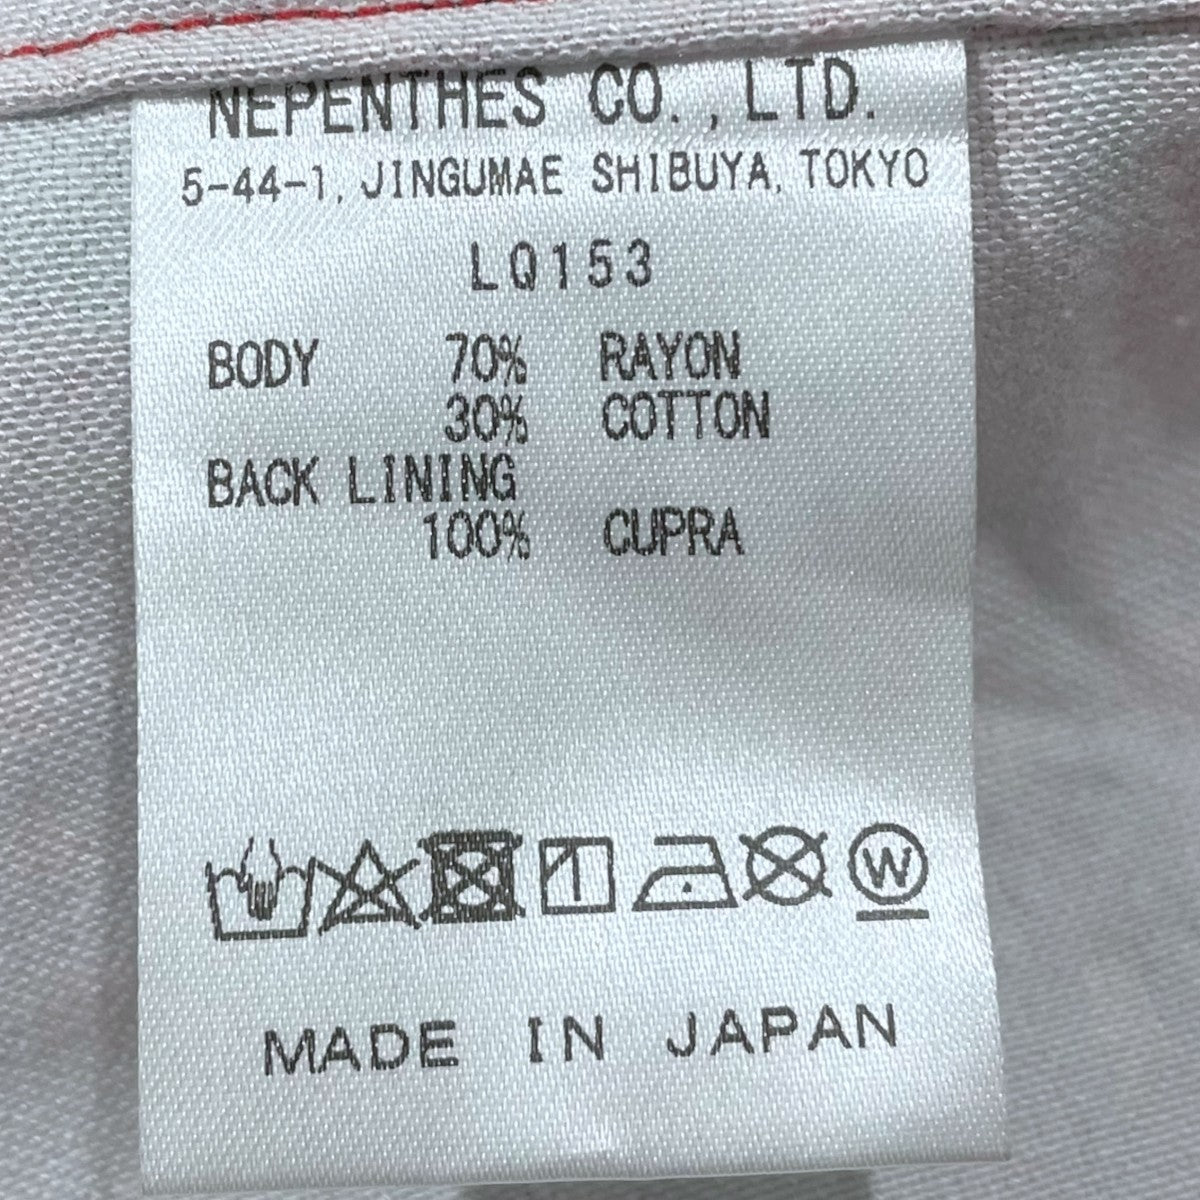 NEPENTHES CO., LTD.
5-44-1, JINGUMAE SHIBUYA, TOKYO
LQ153
BODY 70% RAYON
30% COTTON
BACK LINING
100% CUPRA
W
MADE IN JAPAN